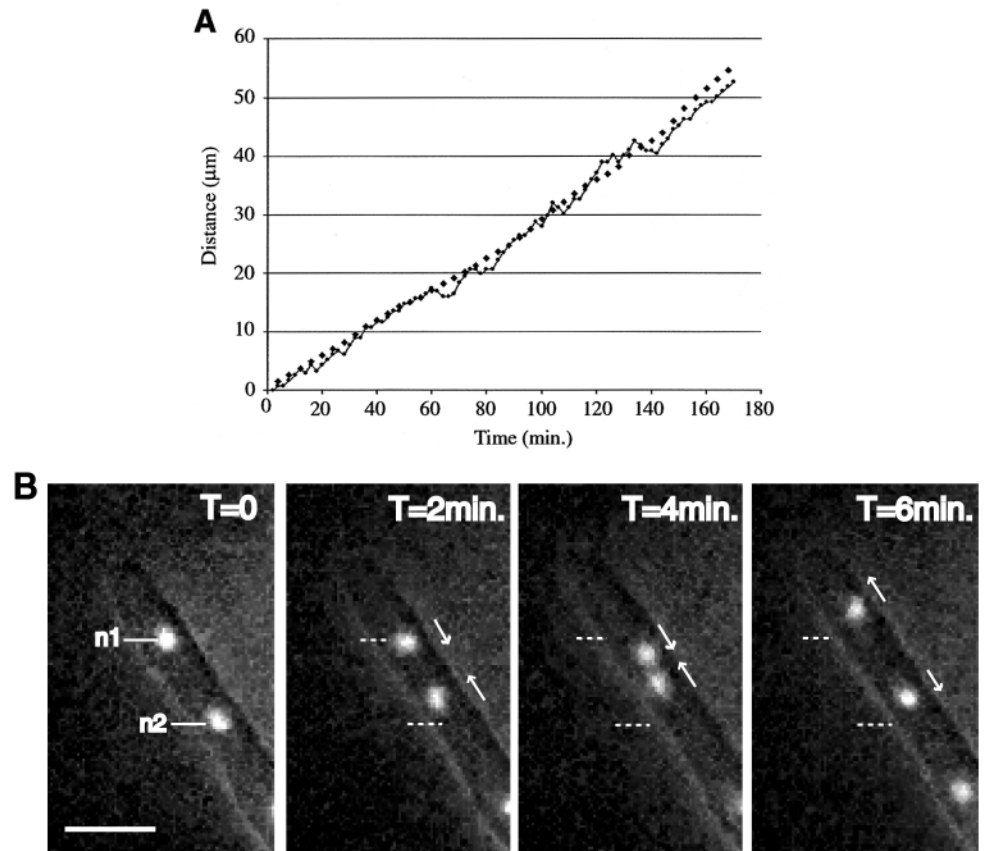 A
60
50
40
30
20
10
0
Distance (µm)
0 20 40 60 80 100 120 140 160 180
Time (min.)
B
T=0 T=2min. T=4min. T=6min.
n1
n2